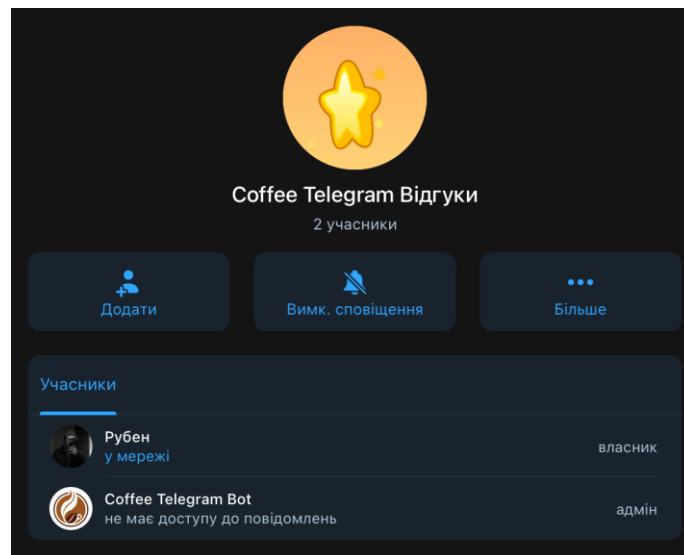 Coffee Telegram Відгуки
2 учасники
Додати
Вимк. сповіщення
Більше
Учасники
Рубен
у мережі
власник
Coffee Telegram Bot
не має доступу до повідомлень
адмін